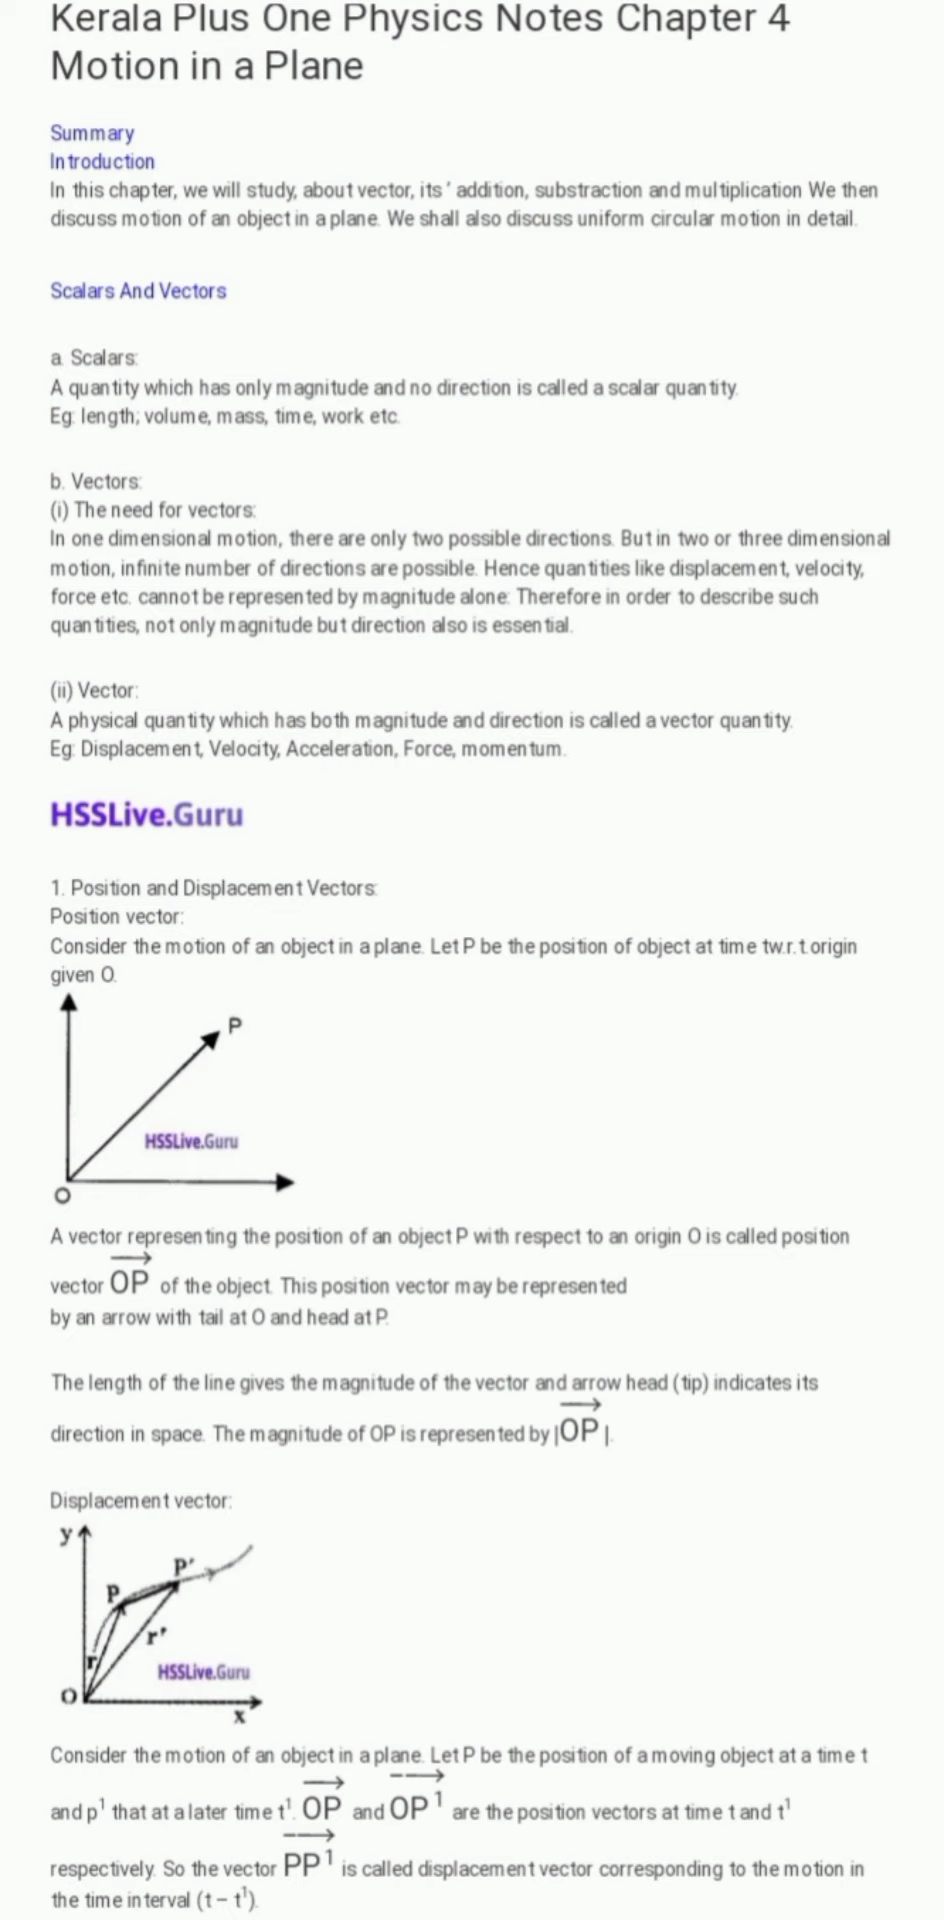 Kerala Plus One Physics Notes Chapter 4
Motion in a Plane
Summary
Introduction
In this chapter, we will study, about vector, its ' addition, substraction and multiplication We then
discuss motion of an object in a plane. We shall also discuss uniform circular motion in detail.
Scalars And Vectors
a. Scalars:
A quantity which has only magnitude and no direction is called a scalar quantity.
Eg: length; volume, mass, time, work etc.
b. Vectors:
(i) The need for vectors:
In one dimensional motion, there are only two possible directions. But in two or three dimensional
motion, infinite number of directions are possible. Hence quantities like displacement, velocity,
force etc. cannot be represented by magnitude alone. Therefore in order to describe such
quantities, not only magnitude but direction also is essential.
(ii) Vector:
A physical quantity which has both magnitude and direction is called a vector quantity.
Eg: Displacement, Velocity, Acceleration, Force, momentum.
HSSLive.Guru
1. Position and Displacement Vectors:
Position vector:
Consider the motion of an object in a plane. Let P be the position of object at time t w.r.t. origin
given O.
P
HSSLive.Guru
O
A vector representing the position of an object P with respect to an origin O is called position
vector \overrightarrow{OP} of the object. This position vector may be represented
by an arrow with tail at O and head at P.
The length of the line gives the magnitude of the vector and arrow head (tip) indicates its
direction in space. The magnitude of OP is represented by |\overrightarrow{OP}|.
Displacement vector:
y
P'
P
r'
r
HSSLive.Guru
O
x
Consider the motion of an object in a plane. Let P be the position of a moving object at a time t
and p¹ that at a later time t¹. \overrightarrow{OP} and \overrightarrow{OP¹} are the position vectors at time t and t¹
respectively. So the vector \overrightarrow{PP¹} is called displacement vector corresponding to the motion in
the time interval (t – t¹).